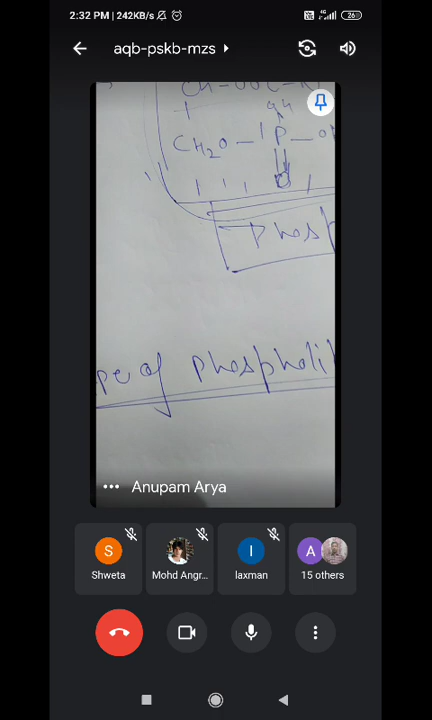 2:32 PM | 242KB/s 26
aqb-pskb-mzs
CH2O - P - O
Phosp
pe of phospholi
Anupam Arya
Shweta
Mohd Angr...
I
laxman
S
A
15 others